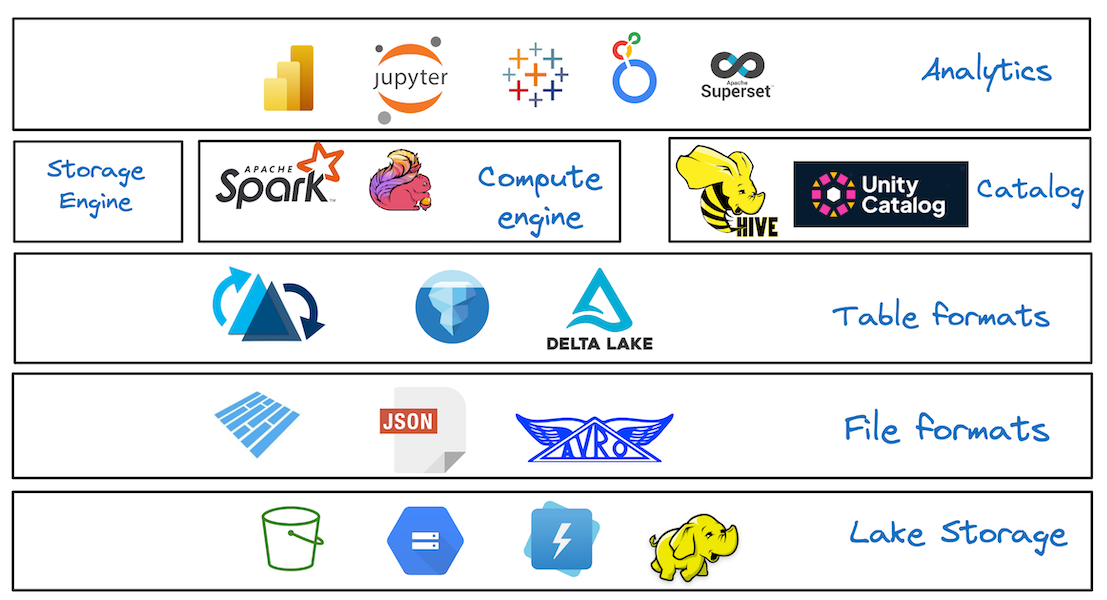 jupyter
Apache
Superset
Analytics
Storage
Engine
APACHE
Spark
Compute
engine
HIVE
Unity
Catalog
Catalog
DELTA LAKE
Table formats
JSON
AVRO
File formats
Lake Storage